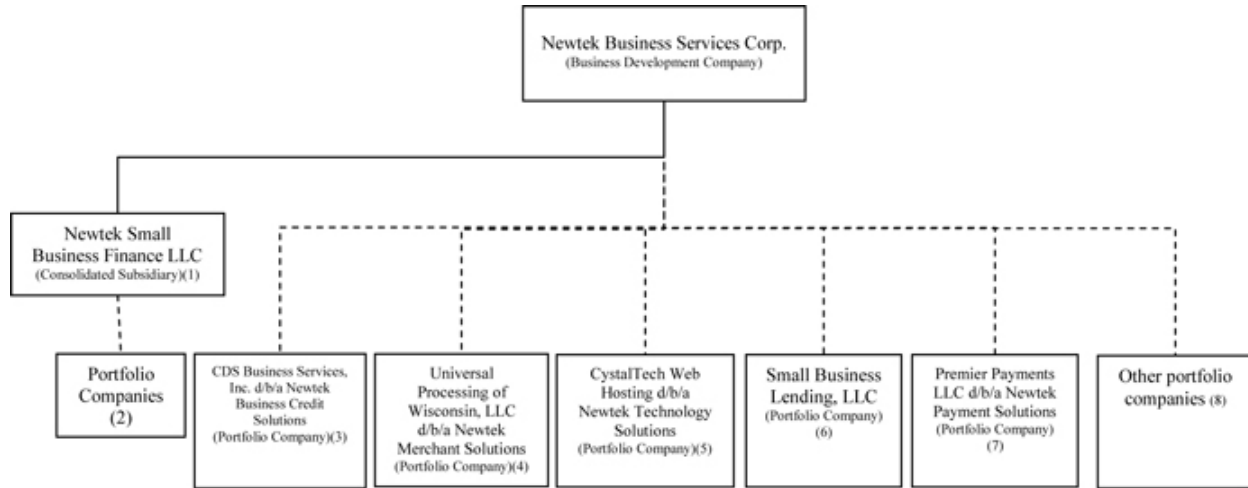 Newtek Business Services Corp.
(Business Development Company)
Newtek Small
Business Finance LLC
(Consolidated Subsidiary)(1)
Portfolio
Companies
(2)
CDS Business Services,
Inc. d/b/a Newtek
Business Credit
Solutions
(Portfolio Company)(3)
Universal
Processing of
Wisconsin, LLC
d/b/a Newtek
Merchant Solutions
(Portfolio Company)(4)
CystalTech Web
Hosting d/b/a
Newtek Technology
Solutions
(Portfolio Company)(5)
Small Business
Lending, LLC
(Portfolio Company)
(6)
Premier Payments
LLC d/b/a Newtek
Payment Solutions
(Portfolio Company)
(7)
Other portfolio
companies (8)